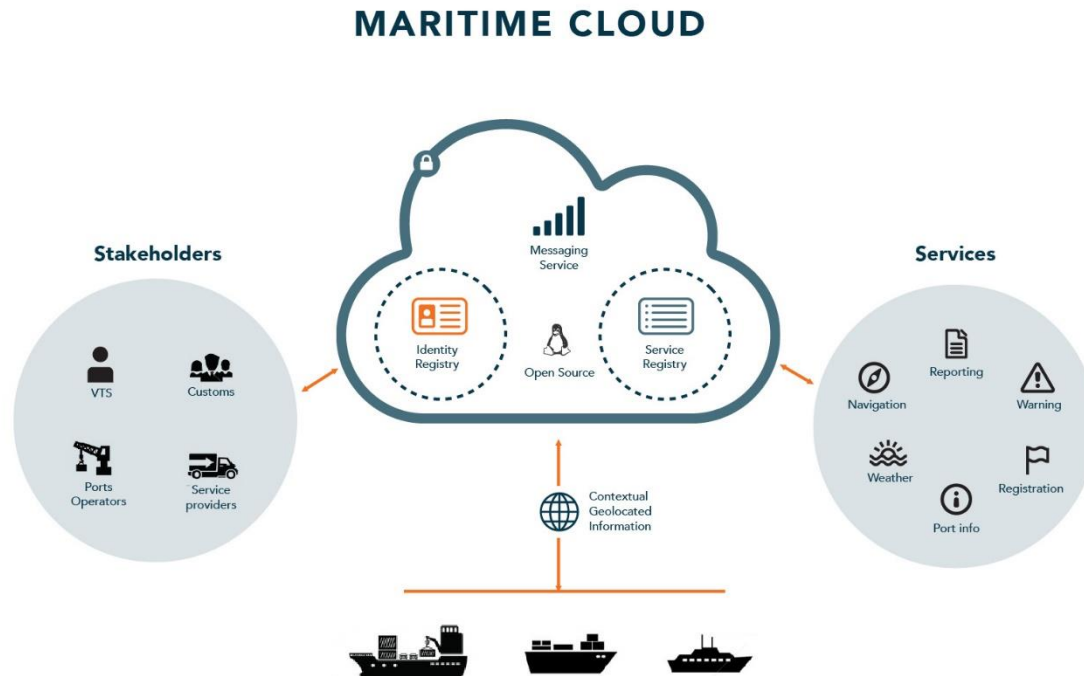 MARITIME CLOUD
Stakeholders
VTS
Customs
Ports
Operators
Service
providers
Messaging
Service
Identity
Registry
Open Source
Service
Registry
Contextual
Geolocated
Information
Services
Reporting
Navigation
Warning
Weather
Registration
Port info